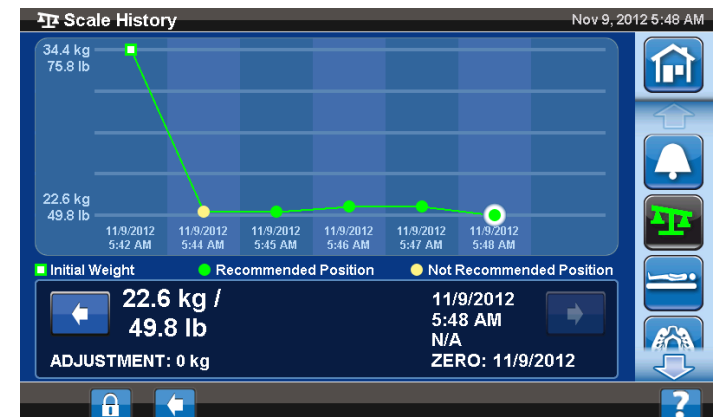 Scale History
Nov 9, 2012 5:48 AM
34.4 kg
75.8 lb
22.6 kg
49.8 lb
11/9/2012
5:42 AM
11/9/2012
5:44 AM
11/9/2012
5:45 AM
11/9/2012
5:46 AM
11/9/2012
5:47 AM
11/9/2012
5:48 AM
Initial Weight
Recommended Position
Not Recommended Position
22.6 kg /
49.8 lb
ADJUSTMENT: 0 kg
11/9/2012
5:48 AM
N/A
ZERO: 11/9/2012
?